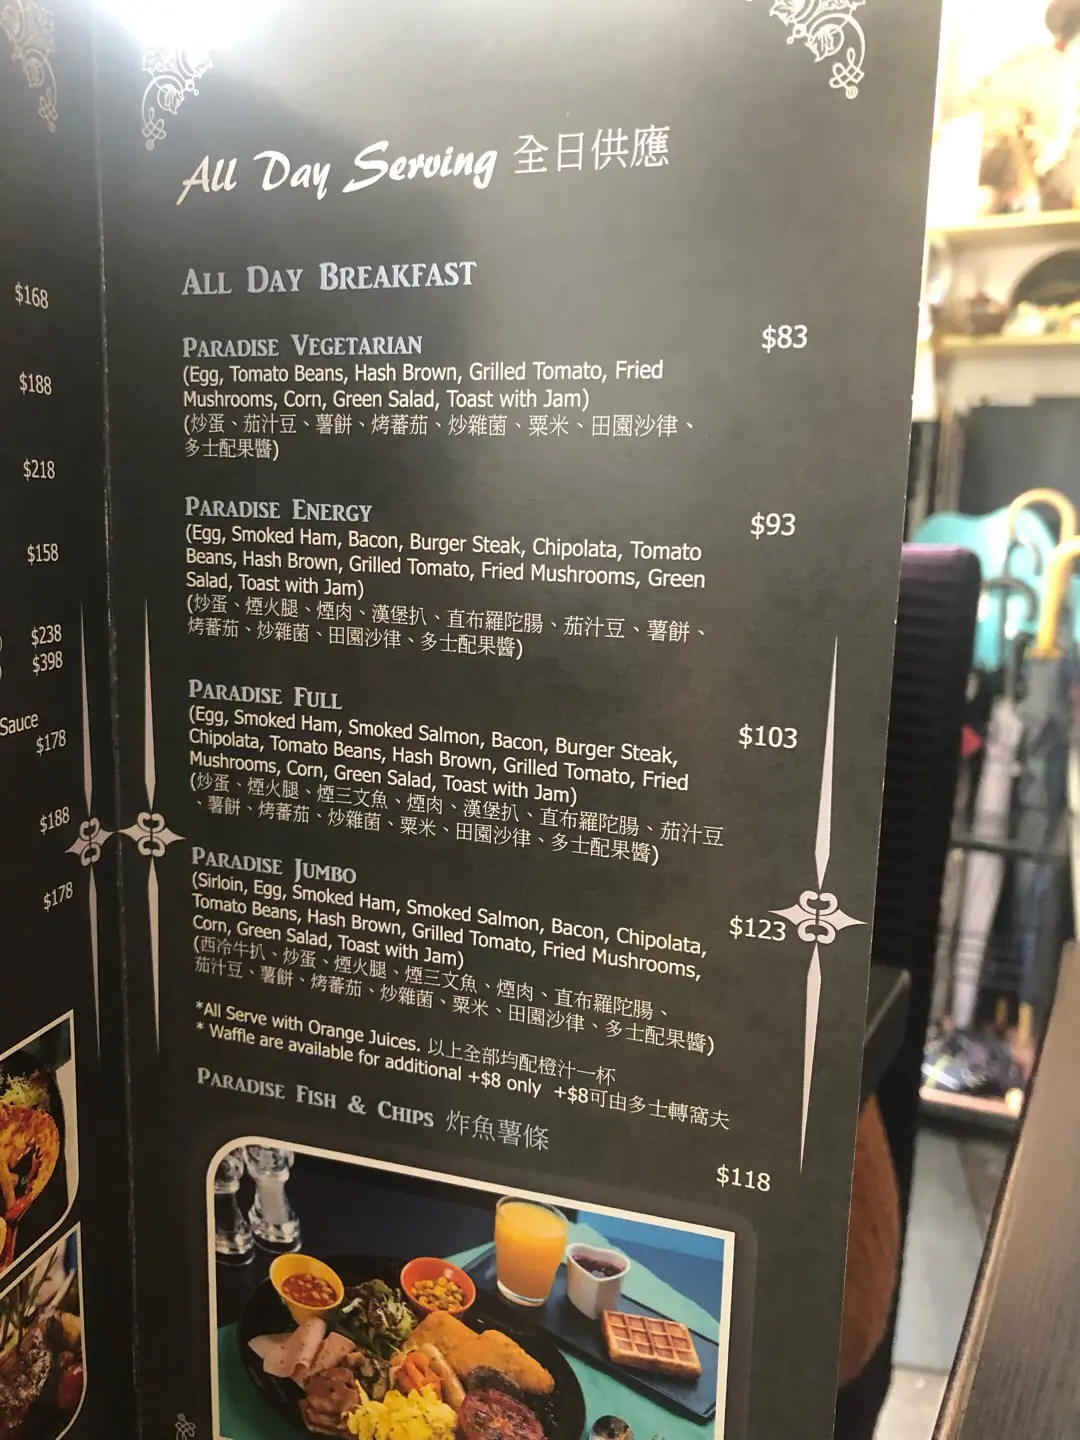 $168
$188
$218
$158
$238
$398
Sauce
$178
$188
$178
All Day Serving 全日供應
ALL DAY BREAKFAST
PARADISE VEGETARIAN $83
(Egg, Tomato Beans, Hash Brown, Grilled Tomato, Fried
Mushrooms, Corn, Green Salad, Toast with Jam)
(炒蛋、茄汁豆、薯餅、烤蕃茄、炒雜菌、粟米、田園沙律、
多士配果醬)
PARADISE ENERGY $93
(Egg, Smoked Ham, Bacon, Burger Steak, Chipolata, Tomato
Beans, Hash Brown, Grilled Tomato, Fried Mushrooms, Green
Salad, Toast with Jam)
(炒蛋、煙火腿、煙肉、漢堡扒、直布羅陀腸、茄汁豆、薯餅、
烤蕃茄、炒雜菌、田園沙律、多士配果醬)
PARADISE FULL $103
(Egg, Smoked Ham, Smoked Salmon, Bacon, Burger Steak,
Chipolata, Tomato Beans, Hash Brown, Grilled Tomato, Fried
Mushrooms, Corn, Green Salad, Toast with Jam)
(炒蛋、煙火腿、煙三文魚、煙肉、漢堡扒、直布羅陀腸、茄汁豆
、薯餅、烤蕃茄、炒雜菌、粟米、田園沙律、多士配果醬)
PARADISE JUMBO $123
(Sirloin, Egg, Smoked Ham, Smoked Salmon, Bacon, Chipolata,
Tomato Beans, Hash Brown, Grilled Tomato, Fried Mushrooms,
Corn, Green Salad, Toast with Jam)
(西冷牛扒、炒蛋、煙火腿、煙三文魚、煙肉、直布羅陀腸、
茄汁豆、薯餅、烤蕃茄、炒雜菌、粟米、田園沙律、多士配果醬)
*All Serve with Orange Juices. 以上全部均配橙汁一杯
* Waffle are available for additional +$8 only +$8可由多士轉窩夫
PARADISE FISH & CHIPS 炸魚薯條
$118